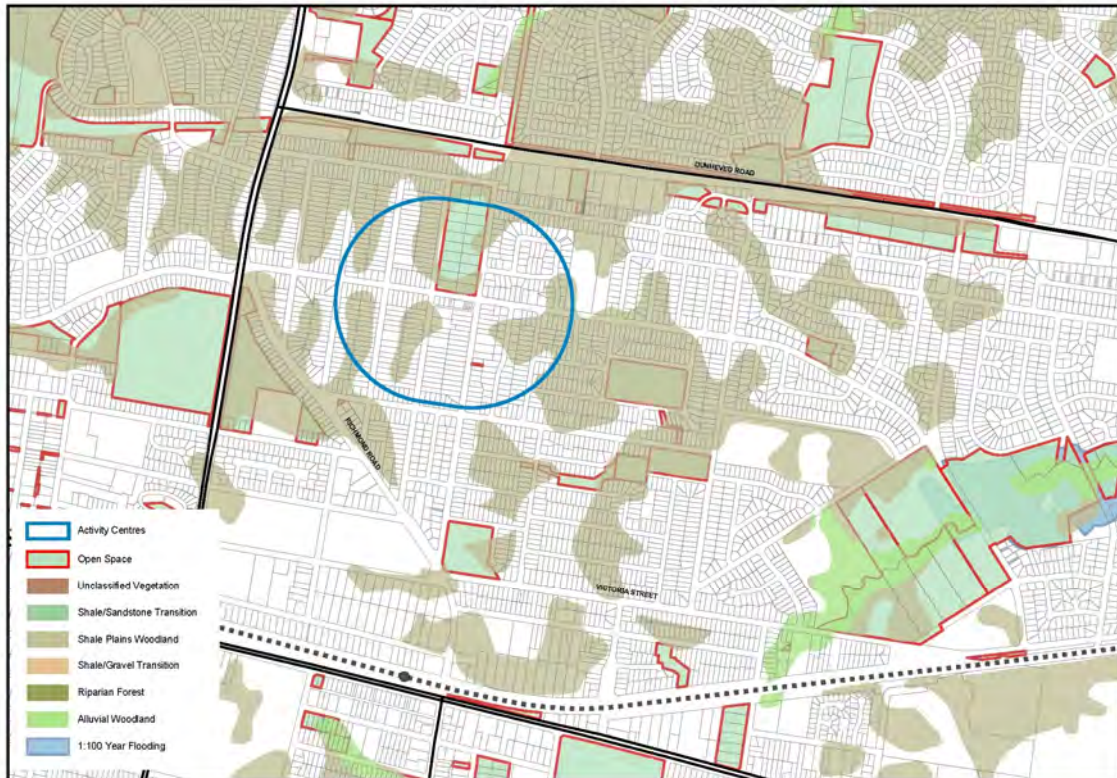 DUNHEVED ROAD
RICHMOND ROAD
VICTORIA STREET
Activity Centres
Open Space
Unclassified Vegetation
Shale/Sandstone Transition
Shale Plains Woodland
Shale/Gravel Transition
Riparian Forest
Alluvial Woodland
1:100 Year Flooding